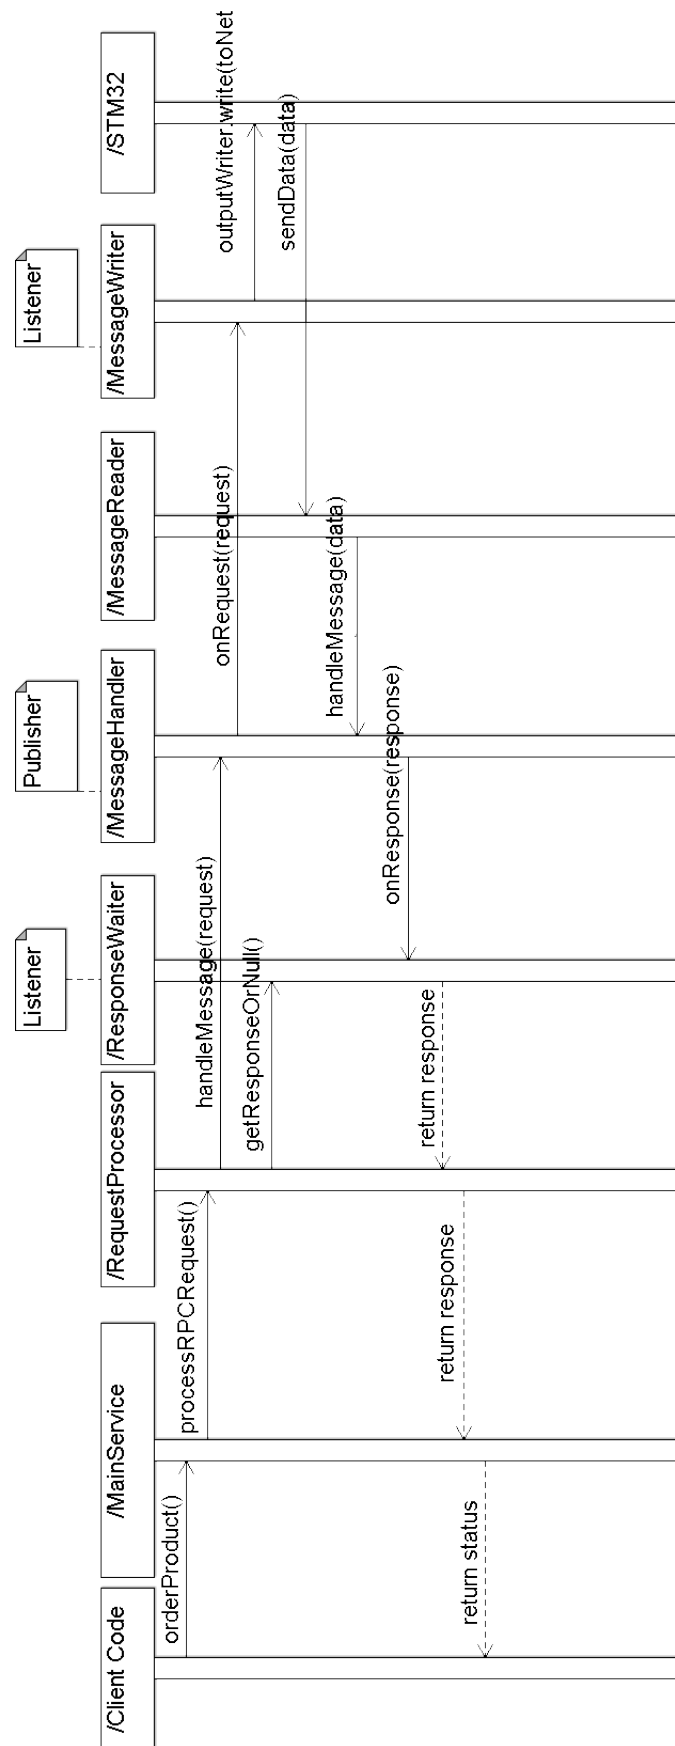 Listener
Publisher
Listener
/Client Code
/MainService
/RequestProcessor
/ResponseWaiter
/MessageHandler
/MessageReader
/MessageWriter
/STM32
orderProduct()
processRPCRequest()
handleMessage(request)
onRequest(request)
outputWriter.write(toNet
getResponseOrNull()
sendData(data)
handleMessage(data)
onResponse(response)
return response
return response
return status